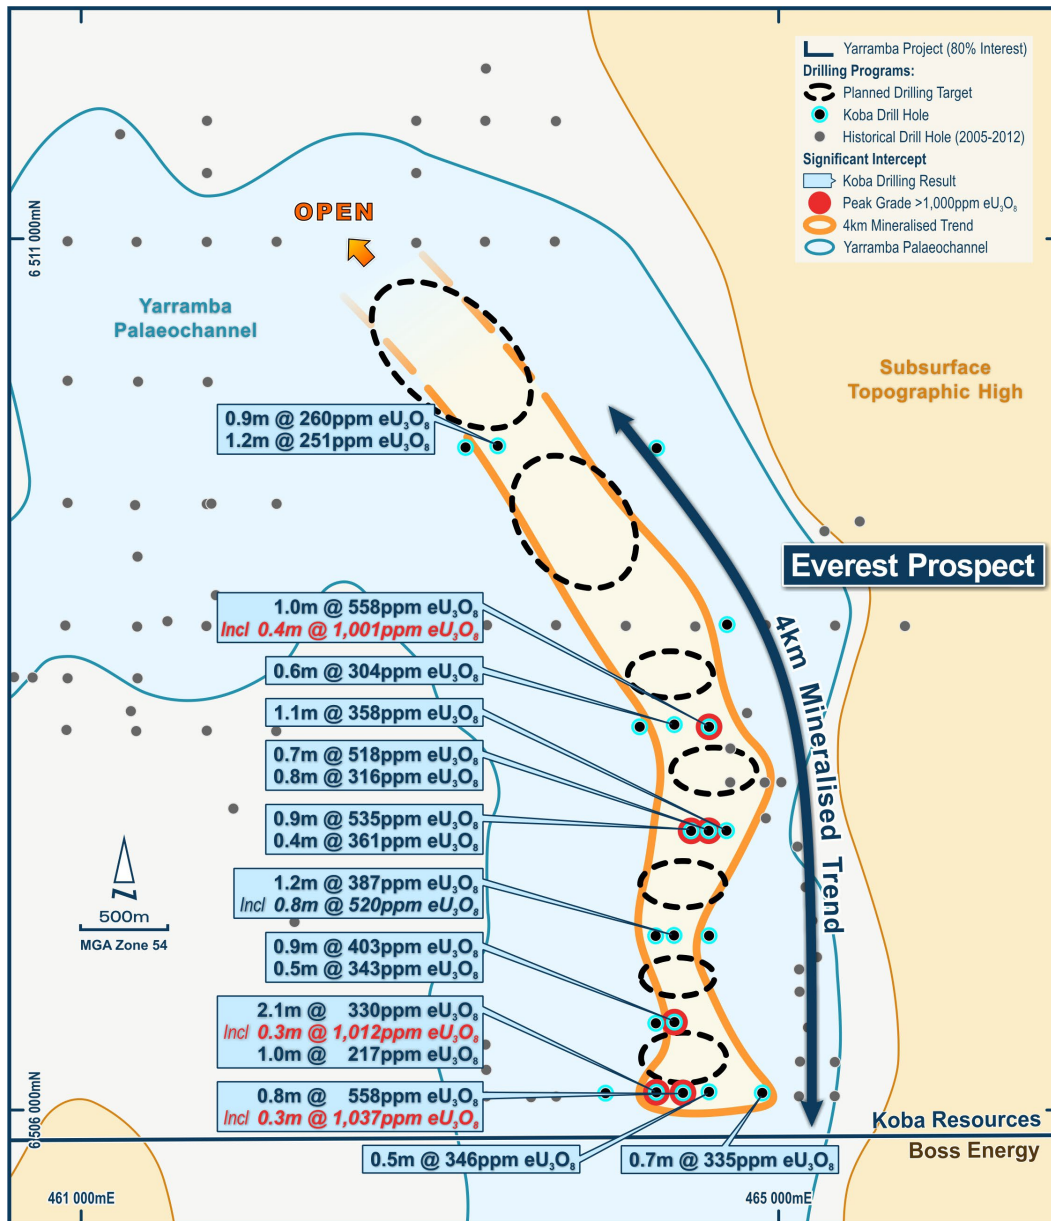 Yarramba Project (80% Interest)
Drilling Programs:
Planned Drilling Target
Koba Drill Hole
Historical Drill Hole (2005-2012)
Significant Intercept
Koba Drilling Result
Peak Grade >1,000ppm eU₃O₈
4km Mineralised Trend
Yarramba Palaeochannel
OPEN
6 511 000mN
Yarramba
Palaeochannel
Subsurface
Topographic High
0.9m @ 260ppm eU₃O₈
1.2m @ 251ppm eU₃O₈
Everest Prospect
1.0m @ 558ppm eU₃O₈
Incl 0.4m @ 1,001ppm eU₃O₈
0.6m @ 304ppm eU₃O₈
1.1m @ 358ppm eU₃O₈
0.7m @ 518ppm eU₃O₈
0.8m @ 316ppm eU₃O₈
0.9m @ 535ppm eU₃O₈
0.4m @ 361ppm eU₃O₈
4km Mineralised Trend
1.2m @ 387ppm eU₃O₈
Incl 0.8m @ 520ppm eU₃O₈
N
500m
MGA Zone 54
0.9m @ 403ppm eU₃O₈
0.5m @ 343ppm eU₃O₈
2.1m @ 330ppm eU₃O₈
Incl 0.3m @ 1,012ppm eU₃O₈
1.0m @ 217ppm eU₃O₈
0.8m @ 558ppm eU₃O₈
Incl 0.3m @ 1,037ppm eU₃O₈
6 506 000mN
Koba Resources
Boss Energy
0.5m @ 346ppm eU₃O₈
0.7m @ 335ppm eU₃O₈
461 000mE
465 000mE